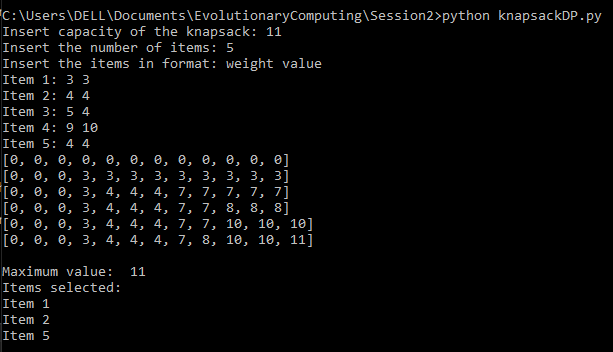 C:\Users\DELL\Documents\EvolutionaryComputing\Session2>python knapsackDP.py
Insert capacity of the knapsack: 11
Insert the number of items: 5
Insert the items in format: weight value
Item 1: 3 3
Item 2: 4 4
Item 3: 5 4
Item 4: 9 10
Item 5: 4 4
[0, 0, 0, 0, 0, 0, 0, 0, 0, 0, 0, 0]
[0, 0, 0, 3, 3, 3, 3, 3, 3, 3, 3, 3]
[0, 0, 0, 3, 4, 4, 4, 7, 7, 7, 7, 7]
[0, 0, 0, 3, 4, 4, 4, 7, 7, 8, 8, 8]
[0, 0, 0, 3, 4, 4, 4, 7, 7, 10, 10, 10]
[0, 0, 0, 3, 4, 4, 4, 7, 8, 10, 10, 11]
Maximum value:  11
Items selected:
Item 1
Item 2
Item 5